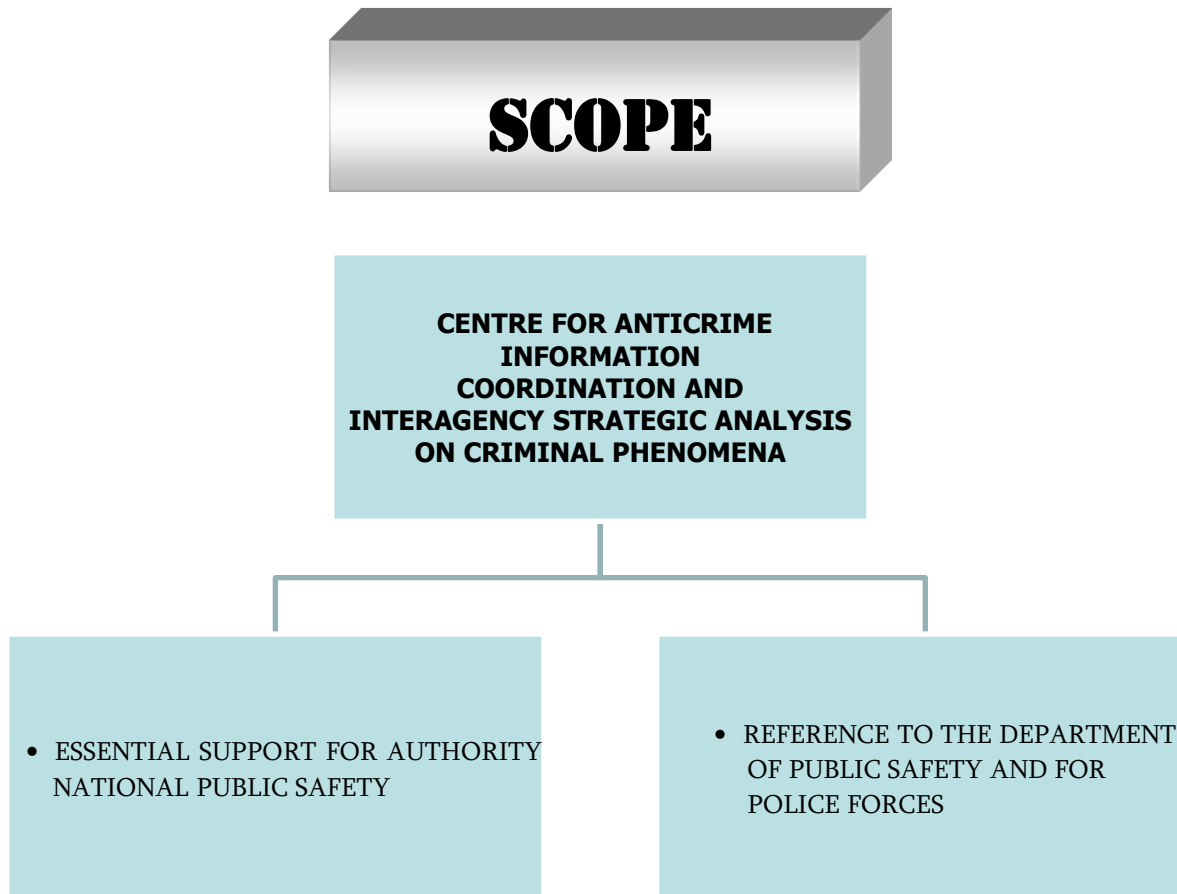 SCOPE
CENTRE FOR ANTICRIME
INFORMATION
COORDINATION AND
INTERAGENCY STRATEGIC ANALYSIS
ON CRIMINAL PHENOMENA
• ESSENTIAL SUPPORT FOR AUTHORITY
NATIONAL PUBLIC SAFETY
• REFERENCE TO THE DEPARTMENT
OF PUBLIC SAFETY AND FOR
POLICE FORCES